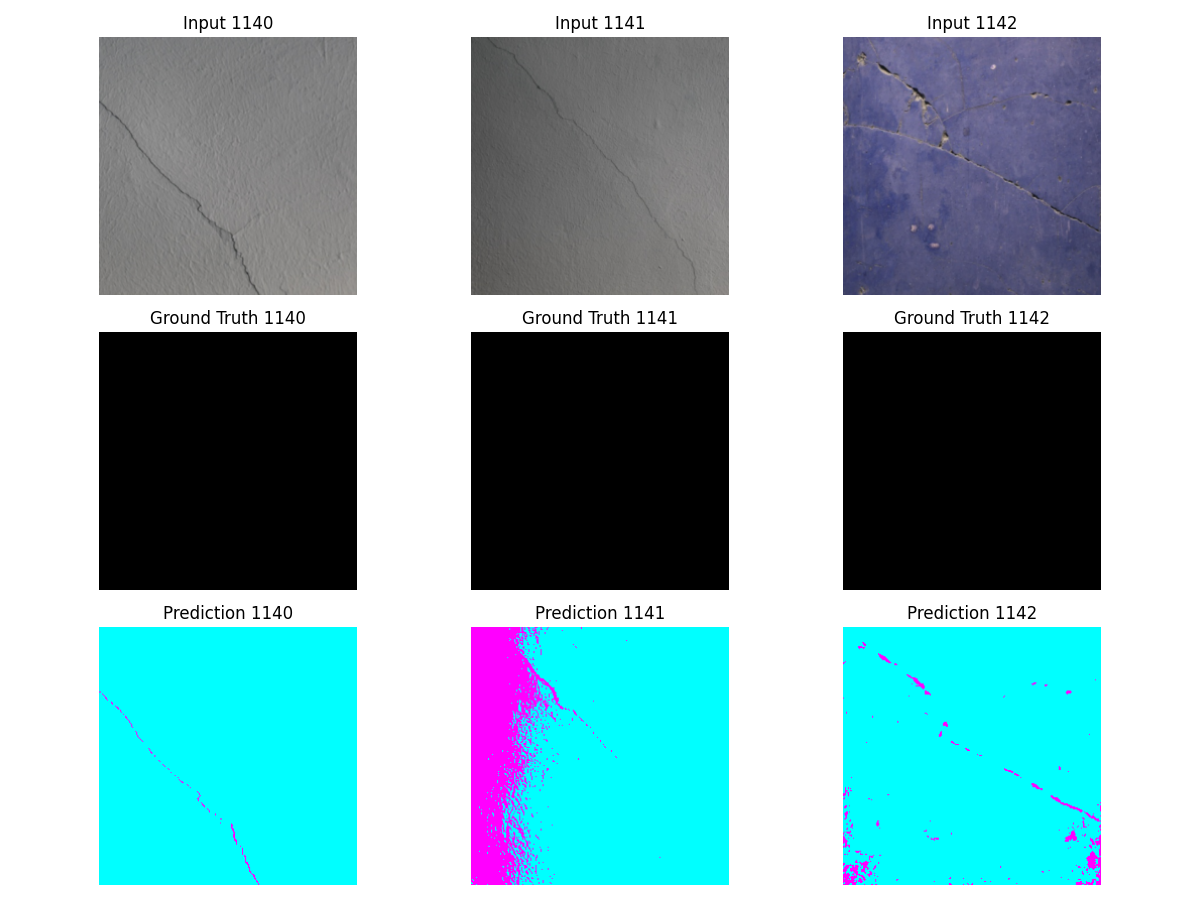 Input 1140
Input 1141
Input 1142
Ground Truth 1140
Ground Truth 1141
Ground Truth 1142
Prediction 1140
Prediction 1141
Prediction 1142